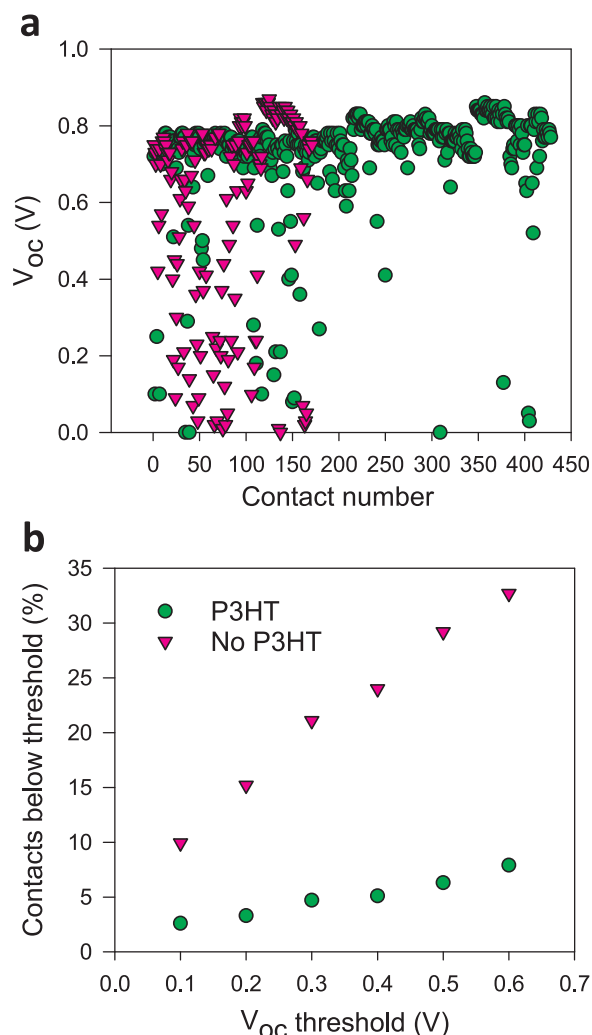 a
1.0
0.8
0.6
0.4
0.2
0.0
V_OC (V)
0 50 100 150 200 250 300 350 400 450
Contact number
b
35
30
25
20
15
10
5
0
Contacts below threshold (%)
P3HT
No P3HT
0.0 0.1 0.2 0.3 0.4 0.5 0.6 0.7
V_OC threshold (V)